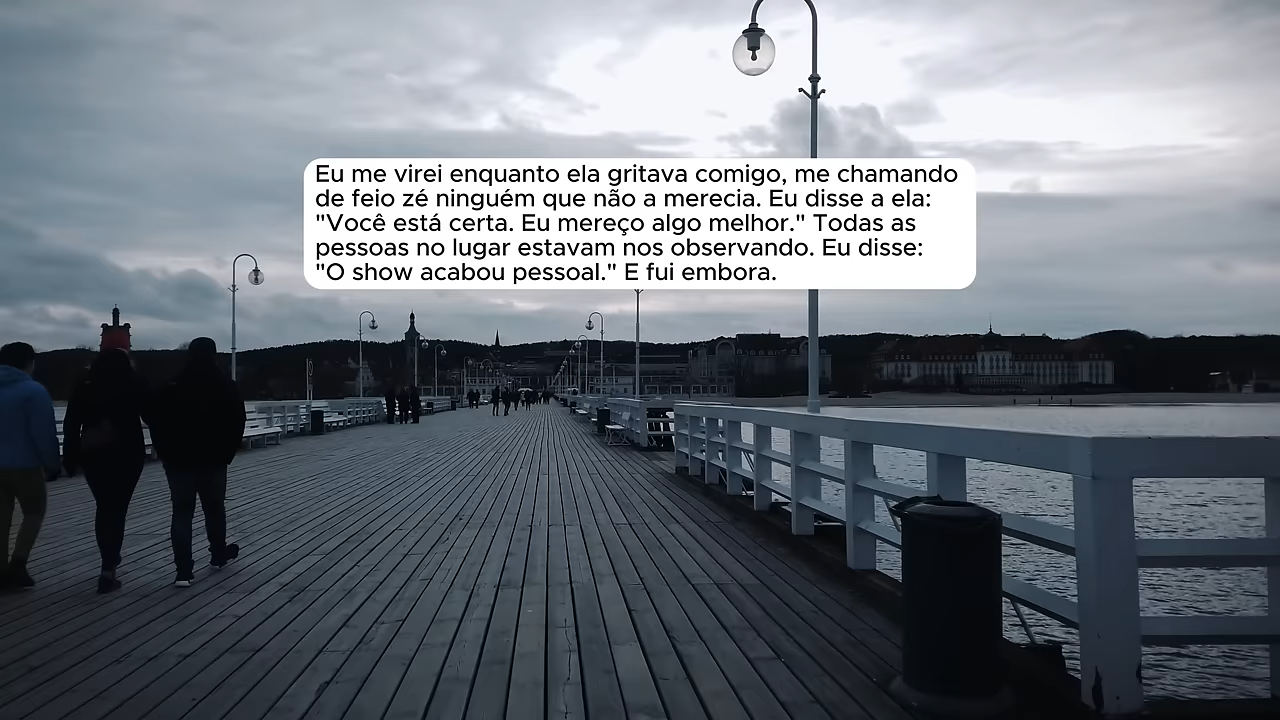 Eu me virei enquanto ela gritava comigo, me chamando
de feio zé ninguém que não a merecia. Eu disse a ela:
"Você está certa. Eu mereço algo melhor." Todas as
pessoas no lugar estavam nos observando. Eu disse:
"O show acabou pessoal." E fui embora.